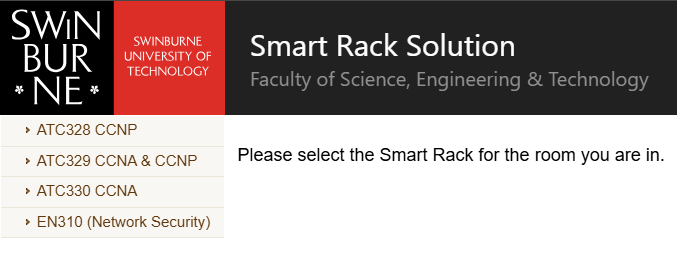 SWIN
BUR
NE
SWINBURNE
UNIVERSITY OF
TECHNOLOGY
Smart Rack Solution
Faculty of Science, Engineering & Technology
ATC328 CCNP
ATC329 CCNA & CCNP
ATC330 CCNA
EN310 (Network Security)
Please select the Smart Rack for the room you are in.